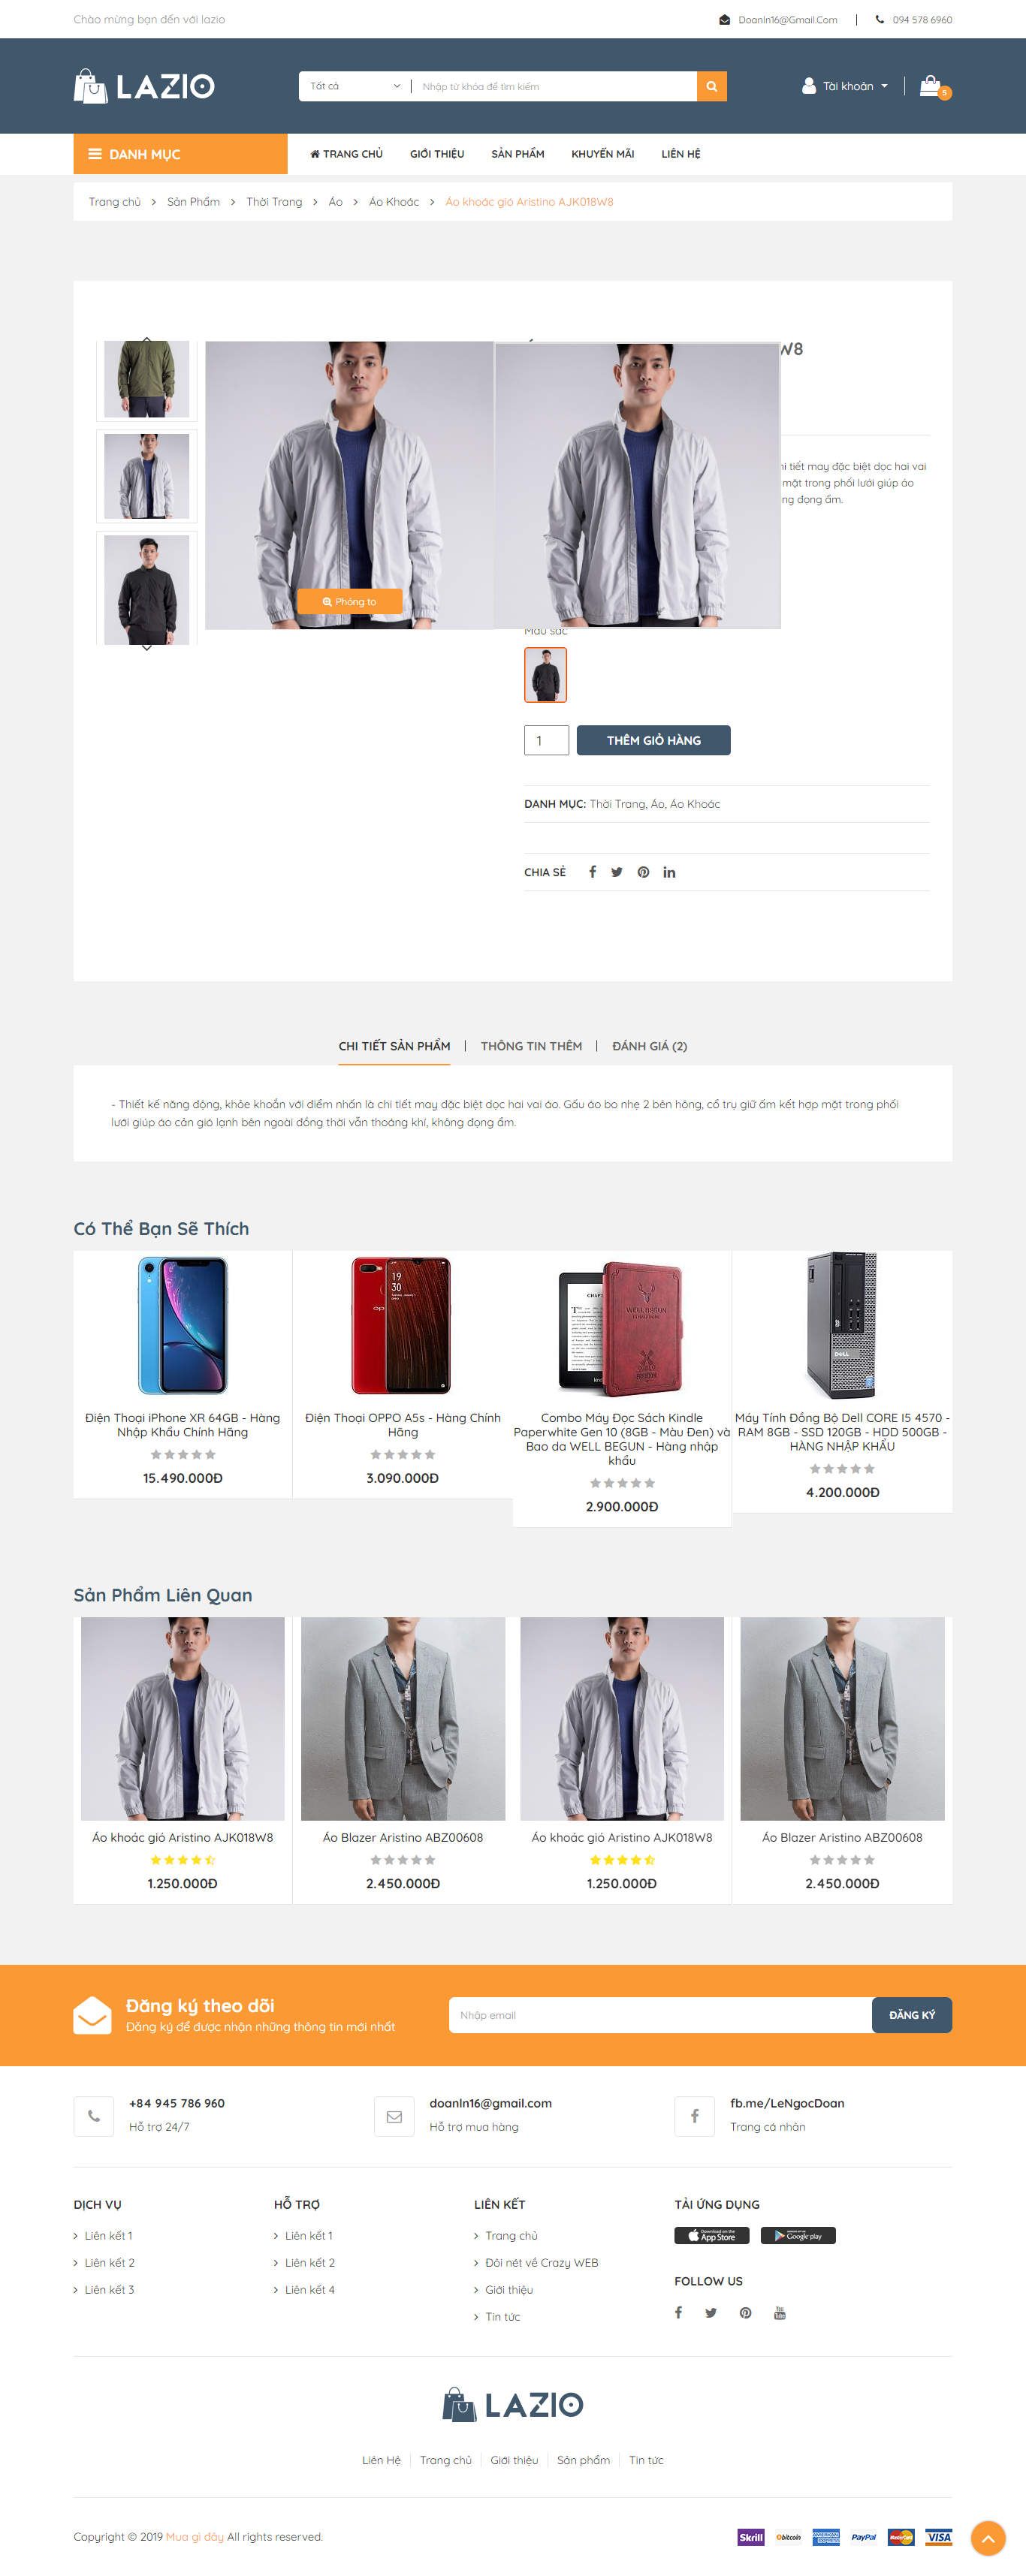 Chào mừng bạn đến với lazio
Doanln16@Gmail.Com
094 578 6960
LAZIO
Tất cả
Nhập từ khóa để tìm kiếm
Tài khoản
5
DANH MỤC
TRANG CHỦ
GIỚI THIỆU
SẢN PHẨM
KHUYẾN MÃI
LIÊN HỆ
Trang chủ > Sản Phẩm > Thời Trang > Áo > Áo Khoác > Áo khoác gió Aristino AJK018W8
W8
hi tiết may đặc biệt dọc hai vai
mặt trong phối lưới giúp áo
ng đọng ẩm.
Phóng to
Màu sắc
1
THÊM GIỎ HÀNG
DANH MỤC: Thời Trang, Áo, Áo Khoác
CHIA SẺ
CHI TIẾT SẢN PHẨM
THÔNG TIN THÊM
ĐÁNH GIÁ (2)
- Thiết kế năng động, khỏe khoắn với điểm nhấn là chi tiết may đặc biệt dọc hai vai áo. Gấu áo bo nhẹ 2 bên hông, cổ trụ giữ ấm kết hợp mặt trong phối
lưới giúp áo cản gió lạnh bên ngoài đồng thời vẫn thoáng khí, không đọng ẩm.
Có Thể Bạn Sẽ Thích
19
30
WELL BEGUN
DELL
Điện Thoại iPhone XR 64GB - Hàng
Nhập Khẩu Chính Hãng
15.490.000Đ
Điện Thoại OPPO A5s - Hàng Chính
Hãng
3.090.000Đ
Combo Máy Đọc Sách Kindle
Paperwhite Gen 10 (8GB - Màu Đen) và
Bao da WELL BEGUN - Hàng nhập
khẩu
2.900.000Đ
Máy Tính Đồng Bộ Dell CORE I5 4570 -
RAM 8GB - SSD 120GB - HDD 500GB -
HÀNG NHẬP KHẨU
4.200.000Đ
Sản Phẩm Liên Quan
Áo khoác gió Aristino AJK018W8
1.250.000Đ
Áo Blazer Aristino ABZ00608
2.450.000Đ
Áo khoác gió Aristino AJK018W8
1.250.000Đ
Áo Blazer Aristino ABZ00608
2.450.000Đ
Đăng ký theo dõi
Đăng ký để được nhận những thông tin mới nhất
Nhập email
ĐĂNG KÝ
+84 945 786 960
Hỗ trợ 24/7
doanln16@gmail.com
Hỗ trợ mua hàng
fb.me/LeNgocDoan
Trang cá nhân
DỊCH VỤ
Liên kết 1
Liên kết 2
Liên kết 3
HỖ TRỢ
Liên kết 1
Liên kết 2
Liên kết 4
LIÊN KẾT
Trang chủ
Đôi nét về Crazy WEB
Giới thiệu
Tin tức
TẢI ỨNG DỤNG
Download on the
App Store
Google play
FOLLOW US
LAZIO
Liên Hệ
Trang chủ
Giới thiệu
Sản phẩm
Tin tức
Copyright © 2019 Mua gì đây All rights reserved.
Skrill
bitcoin
AMERICAN EXPRESS
PayPal
MasterCard
VISA